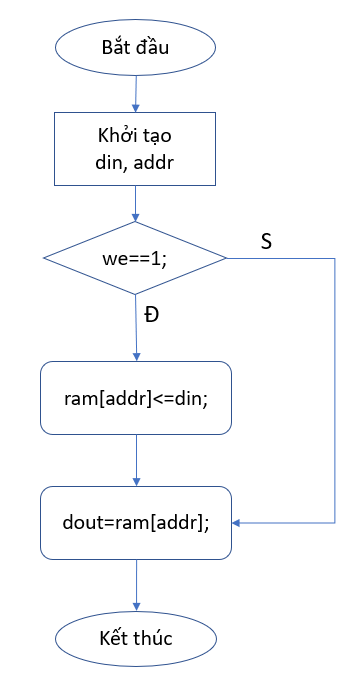 Bắt đầu
Khởi tạo
din, addr
we==1;
S
Đ
ram[addr]<=din;
dout=ram[addr];
Kết thúc